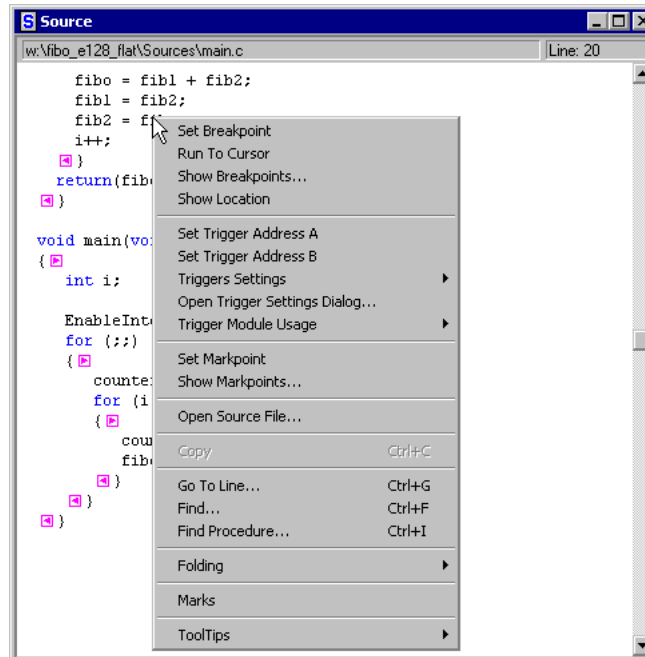 S Source
w:\fibo_e128_flat\Sources\main.c Line: 20
fibo = fib1 + fib2;
fib1 = fib2;
fib2 =
i++;
}
return(fib
}
void main(
{
int i;
EnableInt
for (;;)
{
counte
for (i
{
cou
fib
}
}
}
Set Breakpoint
Run To Cursor
Show Breakpoints...
Show Location
Set Trigger Address A
Set Trigger Address B
Triggers Settings
Open Trigger Settings Dialog...
Trigger Module Usage
Set Markpoint
Show Markpoints...
Open Source File...
Copy Ctrl+C
Go To Line... Ctrl+G
Find... Ctrl+F
Find Procedure... Ctrl+I
Folding
Marks
ToolTips